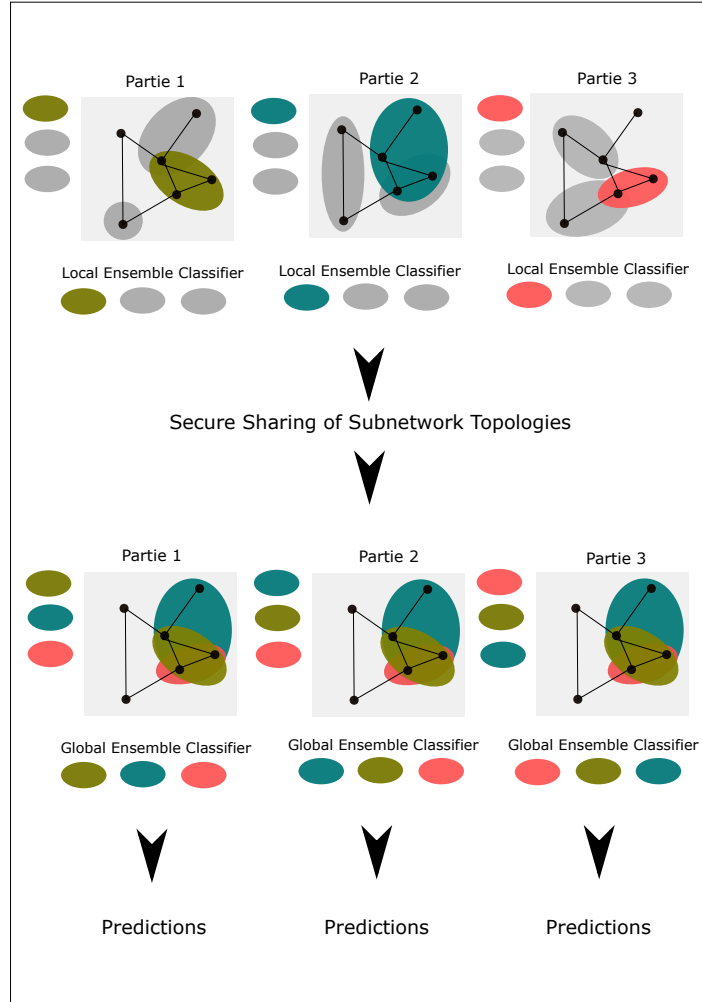 Partie 1
Partie 2
Partie 3
Local Ensemble Classifier
Local Ensemble Classifier
Local Ensemble Classifier
Secure Sharing of Subnetwork Topologies
Partie 1
Partie 2
Partie 3
Global Ensemble Classifier
Global Ensemble Classifier
Global Ensemble Classifier
Predictions
Predictions
Predictions